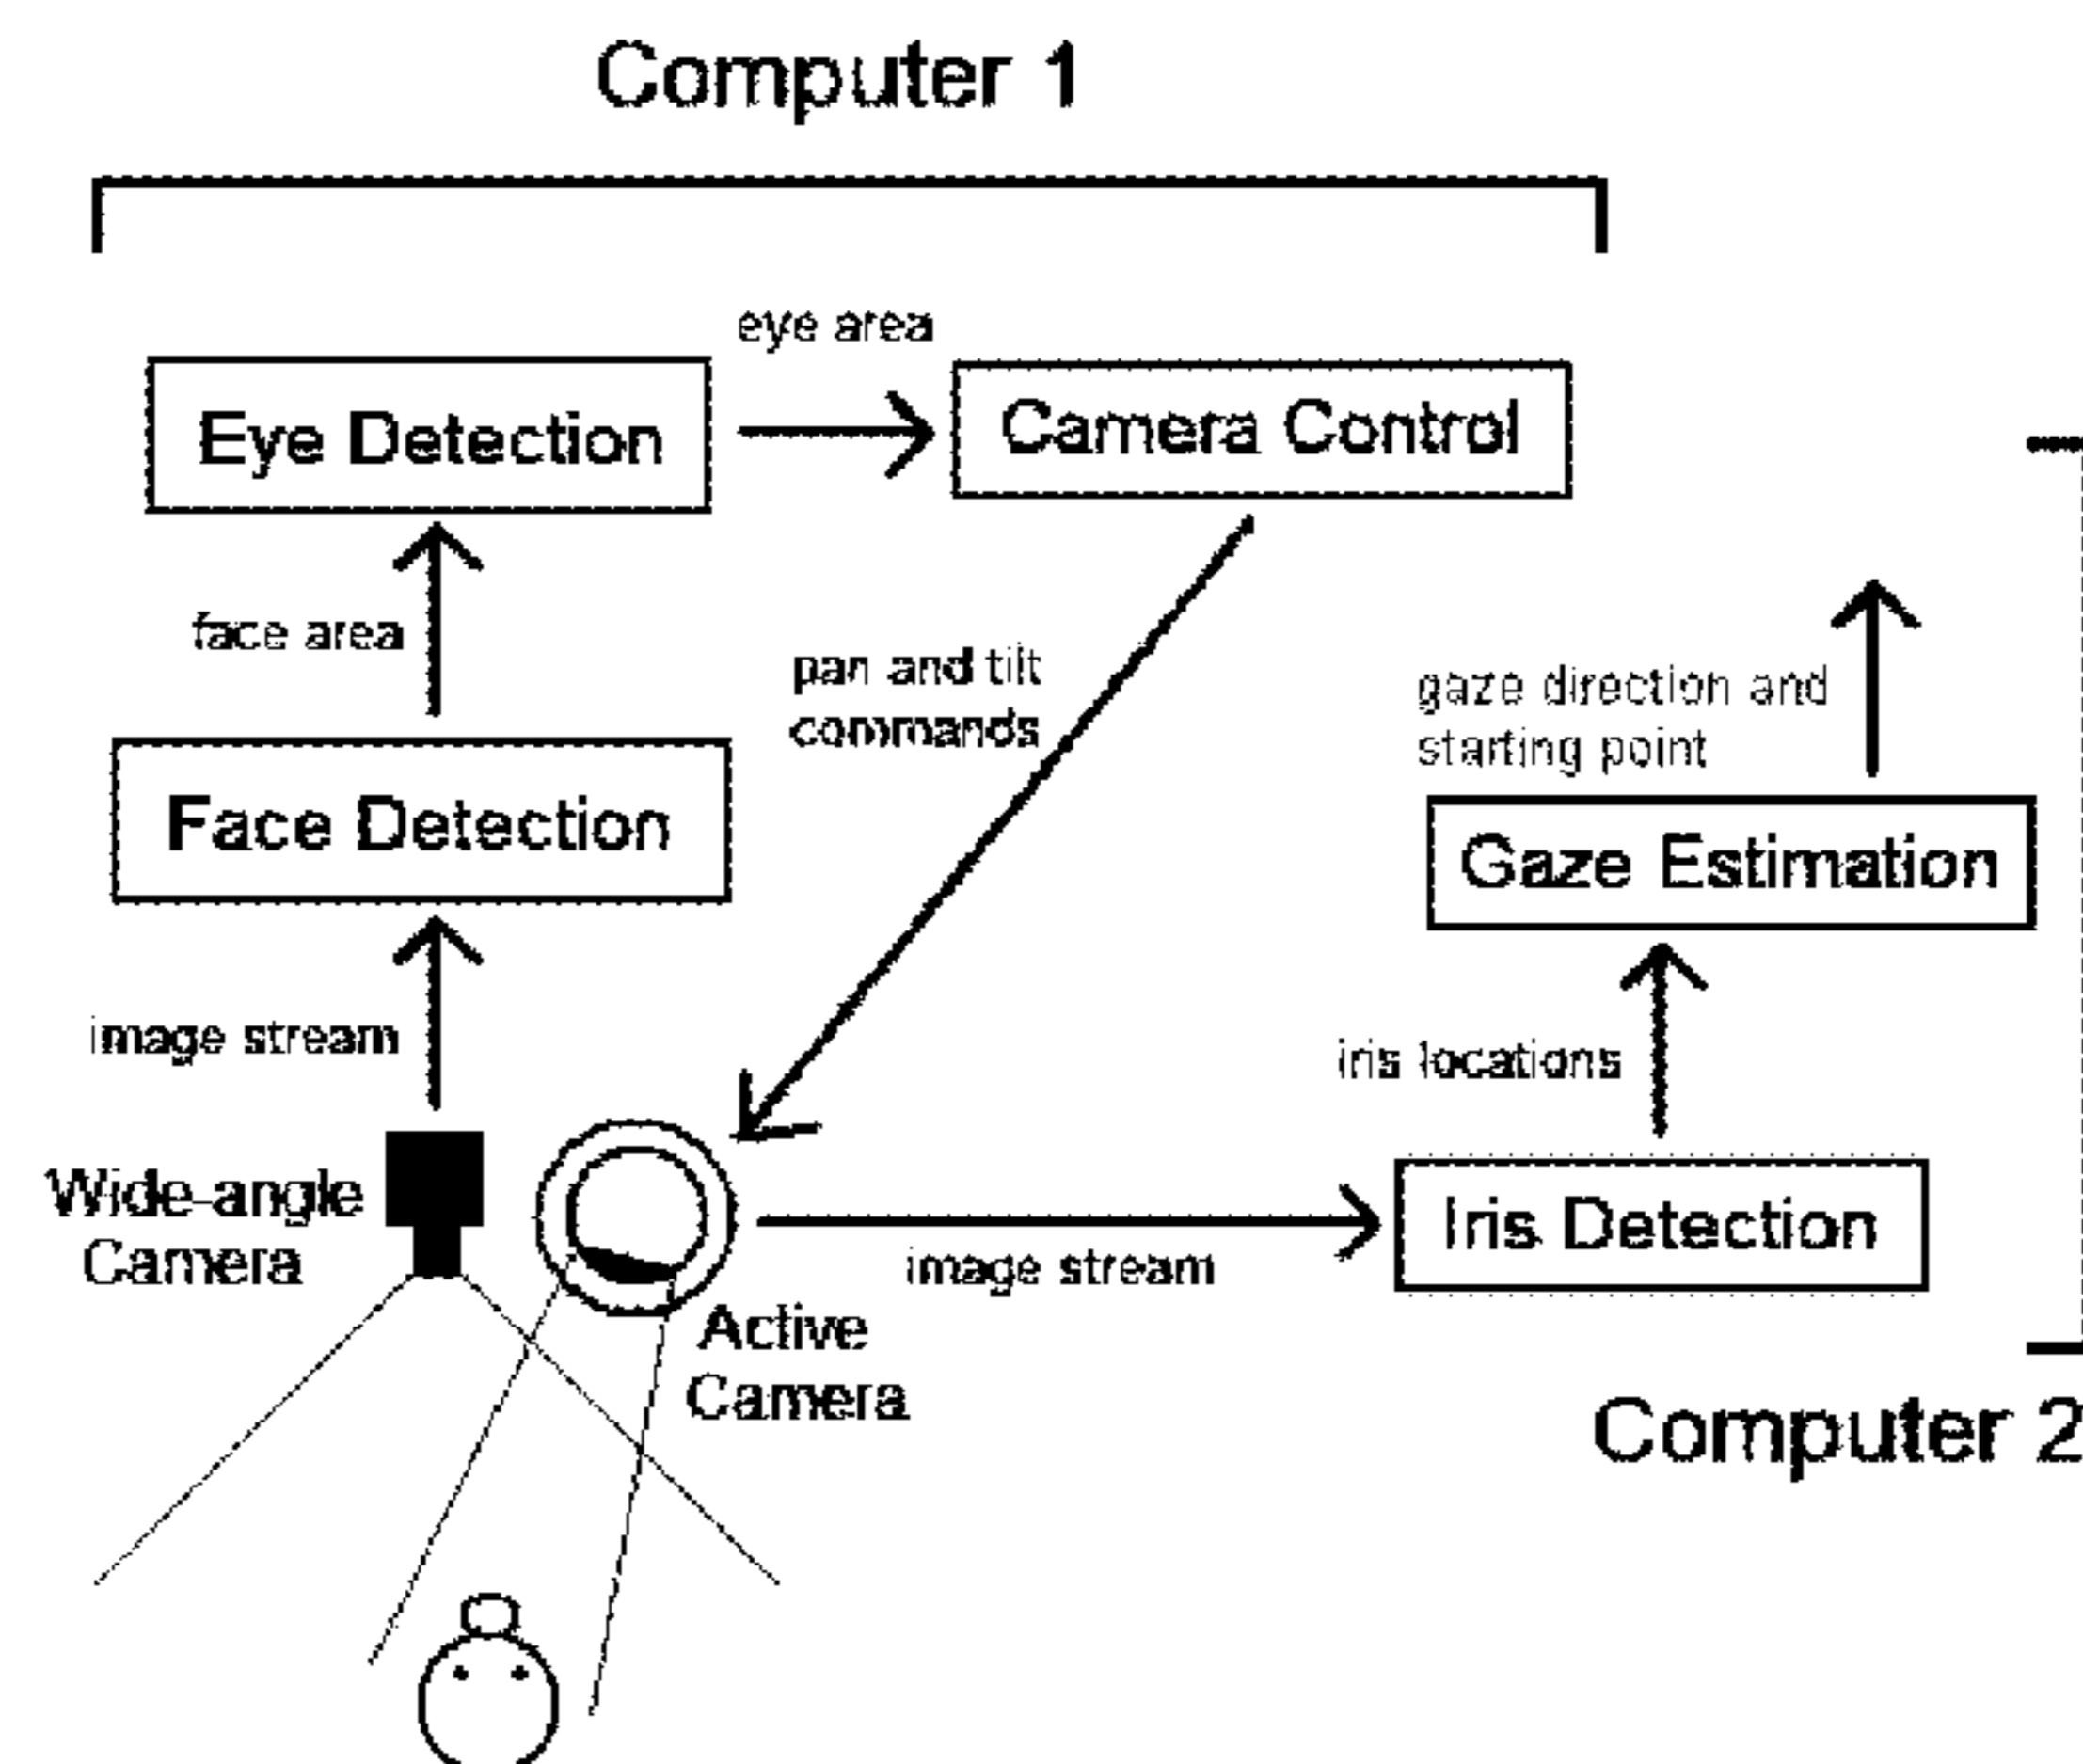 Computer 1
eye area
Eye Detection
Camera Control
face area
pan and tilt
commands
gaze direction and
starting point
Face Detection
Gaze Estimation
image stream
iris locations
Wide-angle
Camera
Iris Detection
image stream
Active
Camera
Computer 2